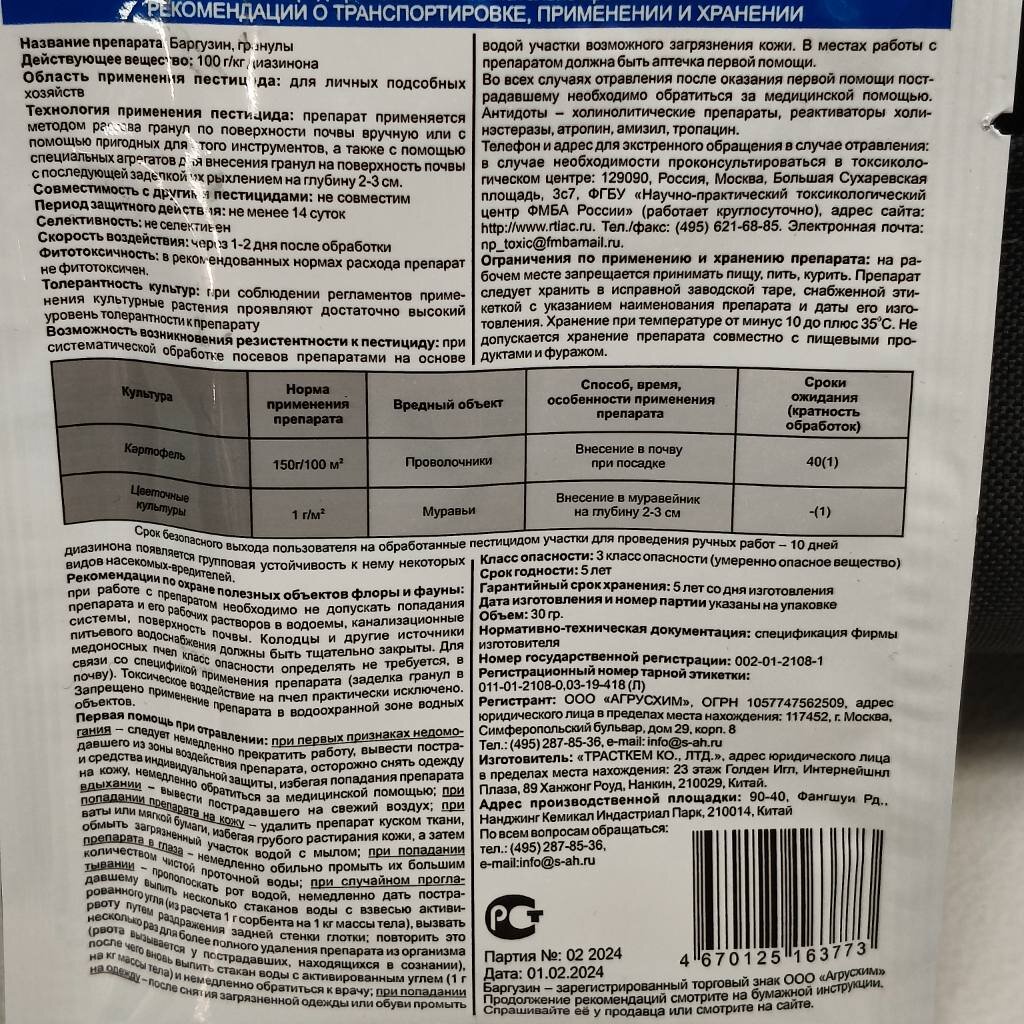 РЕКОМЕНДАЦИИ О ТРАНСПОРТИРОВКЕ, ПРИМЕНЕНИИ И ХРАНЕНИИ
Название препарата: Баргузин, гранулы
Действующее вещество: 100 г/кг диазинона
Область применения пестицида: для личных подсобных
хозяйств
Технология применения пестицида: препарат применяется
методом рассева гранул по поверхности почвы вручную или с
помощью пригодных для этого инструментов, а также с помощью
специальных агрегатов для внесения гранул на поверхность почвы
с последующей заделкой их рыхлением на глубину 2-3 см.
Совместимость с другими пестицидами: не совместим
Период защитного действия: не менее 14 суток
Селективность: не селективен
Скорость воздействия: через 1-2 дня после обработки
Фитотоксичность: в рекомендованных нормах расхода препарат
не фитотоксичен.
Толерантность культур: при соблюдении регламентов приме-
нения культурные растения проявляют достаточно высокий
уровень толерантности к препарату
Возможность возникновения резистентности к пестициду: при
систематической обработке посевов препаратами на основе
водой участки возможного загрязнения кожи. В местах работы с
препаратом должна быть аптечка первой помощи.
Во всех случаях отравления после оказания первой помощи пост-
радавшему необходимо обратиться за медицинской помощью.
Антидоты – холинолитические препараты, реактиваторы холи-
нэстеразы, атропин, амизил, тропацин.
Телефон и адрес для экстренного обращения в случае отравления:
в случае необходимости проконсультироваться в токсиколо-
гическом центре: 129090, Россия, Москва, Большая Сухаревская
площадь, 3с7, ФГБУ «Научно-практический токсикологический
центр ФМБА России» (работает круглосуточно), адрес сайта:
http://www.rtiac.ru. Тел./факс: (495) 621-68-85. Электронная почта:
np_toxic@fmbamail.ru.
Ограничения по применению и хранению препарата: на ра-
бочем месте запрещается принимать пищу, пить, курить. Препарат
следует хранить в исправной заводской таре, снабженной эти-
кеткой с указанием наименования препарата и даты его изго-
товления. Хранение при температуре от минус 10 до плюс 35°С. Не
допускается хранение препарата совместно с пищевыми про-
дуктами и фуражом.
Культура | Норма применения препарата | Вредный объект | Способ, время, особенности применения препарата | Сроки ожидания (кратность обработок)
Картофель | 150г/100 м² | Проволочники | Внесение в почву при посадке | 40(1)
Цветочные культуры | 1 г/м² | Муравьи | Внесение в муравейник на глубину 2-3 см | -(1)
Срок безопасного выхода пользователя на обработанные пестицидом участки для проведения ручных работ – 10 дней
диазинона появляется групповая устойчивость к нему некоторых
видов насекомых-вредителей.
Рекомендации по охране полезных объектов флоры и фауны:
при работе с препаратом необходимо не допускать попадания
препарата и его рабочих растворов в водоемы, канализационные
системы, поверхность почвы. Колодцы и другие источники
питьевого водоснабжения должны быть тщательно закрыты. Для
медоносных пчел класс опасности определять не требуется, в
связи со спецификой применения препарата (заделка гранул в
почву). Токсическое воздействие на пчел практически исключено.
Запрещено применение препарата в водоохранной зоне водных
объектов.
Первая помощь при отравлении: при первых признаках недомо-
гания – следует немедленно прекратить работу, вывести постра-
давшего из зоны воздействия препарата, осторожно снять одежду
и средства индивидуальной защиты, избегая попадания препарата
на кожу, немедленно обратиться за медицинской помощью; при
вдыхании – вывести пострадавшего на свежий воздух; при
попадании препарата на кожу – удалить препарат куском ткани,
ваты или мягкой бумаги, избегая грубого растирания кожи, а затем
обмыть загрязненный участок водой с мылом; при попадании
препарата в глаза – немедленно обильно промыть их большим
количеством чистой проточной воды; при случайном прогла-
тывании – прополоскать рот водой, немедленно дать постра-
давшему выпить несколько стаканов воды с взвесью активи-
рованного угля (из расчета 1 г сорбента на 1 кг массы тела), вызвать
рвоту путем раздражения задней стенки глотки; повторить это
несколько раз для более полного удаления препарата из организма
(рвота вызывается у пострадавших, находящихся в сознании),
после чего вновь выпить стакан воды с активированным углем (1 г
на кг массы тела) и немедленно обратиться к врачу; при попадании
на одежду – после снятия загрязненной одежды или обуви промыть
Класс опасности: 3 класс опасности (умеренно опасное вещество)
Срок годности: 5 лет
Гарантийный срок хранения: 5 лет со дня изготовления
Дата изготовления и номер партии указаны на упаковке
Объем: 30 гр.
Нормативно-техническая документация: спецификация фирмы
изготовителя
Номер государственной регистрации: 002-01-2108-1
Регистрационный номер тарной этикетки:
011-01-2108-0,03-19-418 (Л)
Регистрант: ООО «АГРУСХИМ», ОГРН 1057747562509, адрес
юридического лица в пределах места нахождения: 117452, г. Москва,
Симферопольский бульвар, дом 29, корп. 8
Тел.: (495) 287-85-36, e-mail: info@s-ah.ru
Изготовитель: «ТРАСТКЕМ КО., ЛТД.», адрес юридического лица
в пределах места нахождения: 23 этаж Голден Игл, Интернейшнл
Плаза, 89 Ханжонг Роуд, Нанкин, 210029, Китай.
Адрес производственной площадки: 90-40, Фангшуи Рд.,
Нанджинг Кемикал Индастриал Парк, 210014, Китай
По всем вопросам обращаться:
тел.: (495) 287-85-36,
e-mail:info@s-ah.ru
РСТ
4 670125 163773
Партия №: 02 2024
Дата: 01.02.2024
Баргузин – зарегистрированный торговый знак ООО «Агрусхим»
Продолжение рекомендаций смотрите на бумажной инструкции.
Спрашивайте её у продавца или смотрите на сайте.